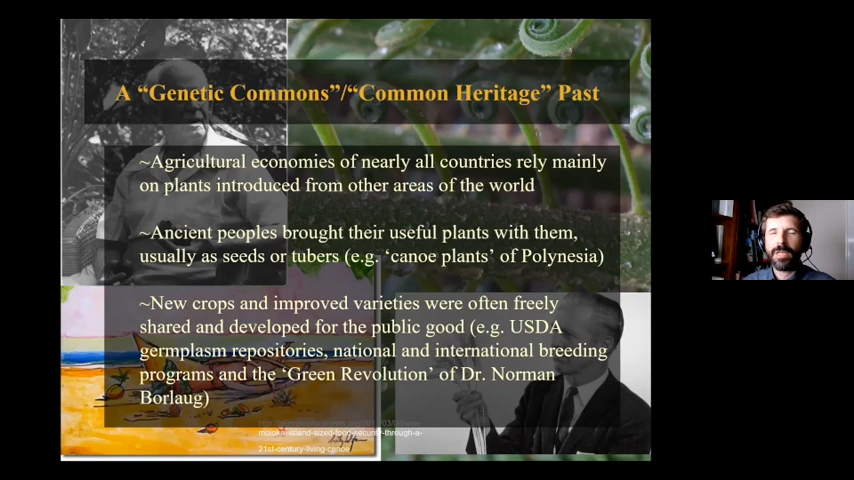 A “Genetic Commons”/“Common Heritage” Past
~Agricultural economies of nearly all countries rely mainly
on plants introduced from other areas of the world
~Ancient peoples brought their useful plants with them,
usually as seeds or tubers (e.g. ‘canoe plants’ of Polynesia)
~New crops and improved varieties were often freely
shared and developed for the public good (e.g. USDA
germplasm repositories, national and international breeding
programs and the ‘Green Revolution’ of Dr. Norman
Borlaug)
21st-century-living-canoe